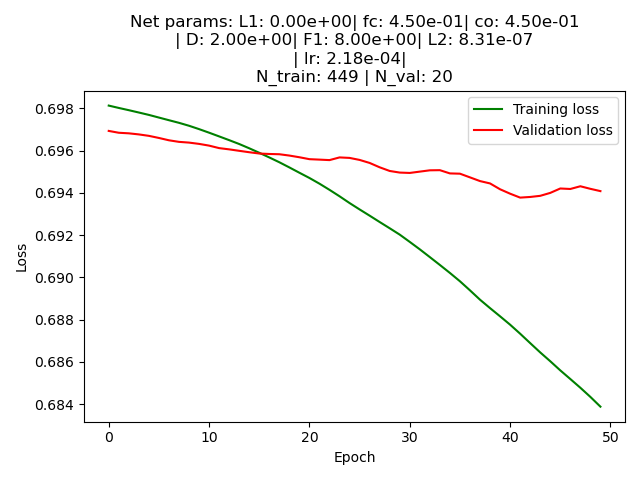 Net params: L1: 0.00e+00| fc: 4.50e-01| co: 4.50e-01
| D: 2.00e+00| F1: 8.00e+00| L2: 8.31e-07
| lr: 2.18e-04|
N_train: 449 | N_val: 20
Training loss
Validation loss
0.698
0.696
0.694
0.692
0.690
0.688
0.686
0.684
Loss
0 10 20 30 40 50
Epoch